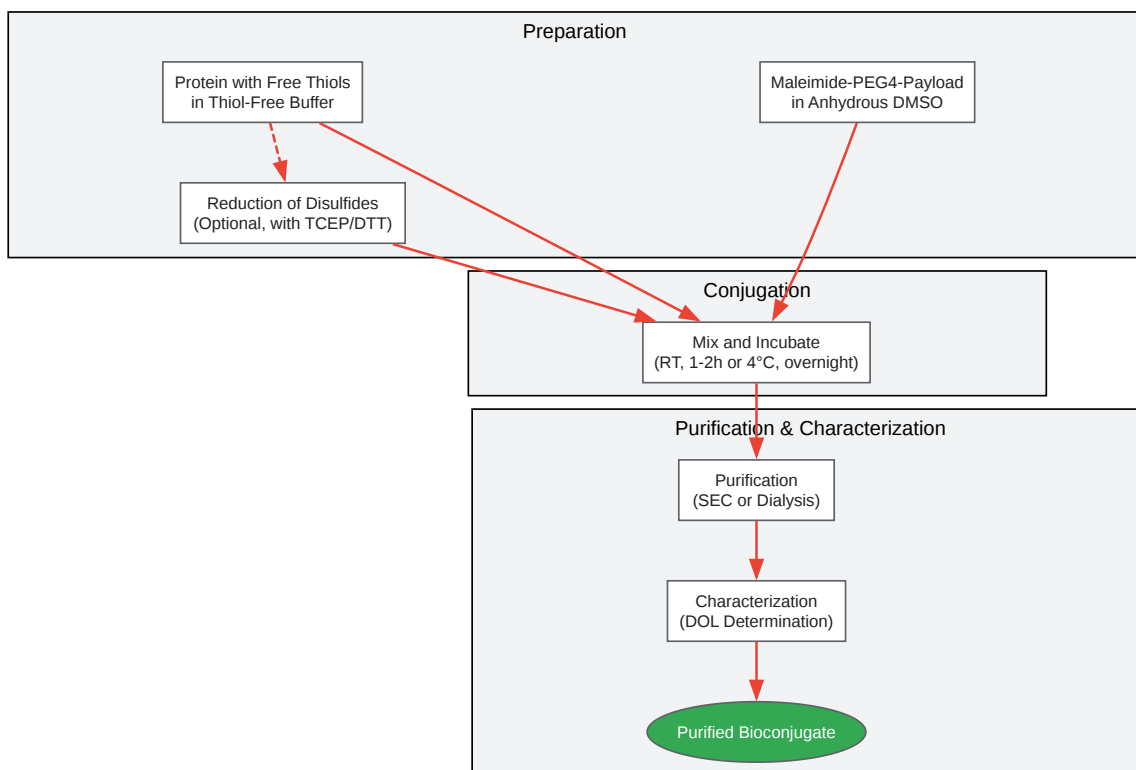 Preparation
Protein with Free Thiols
in Thiol-Free Buffer
Maleimide-PEG4-Payload
in Anhydrous DMSO
Reduction of Disulfides
(Optional, with TCEP/DTT)
Conjugation
Mix and Incubate
(RT, 1-2h or 4°C, overnight)
Purification & Characterization
Purification
(SEC or Dialysis)
Characterization
(DOL Determination)
Purified Bioconjugate